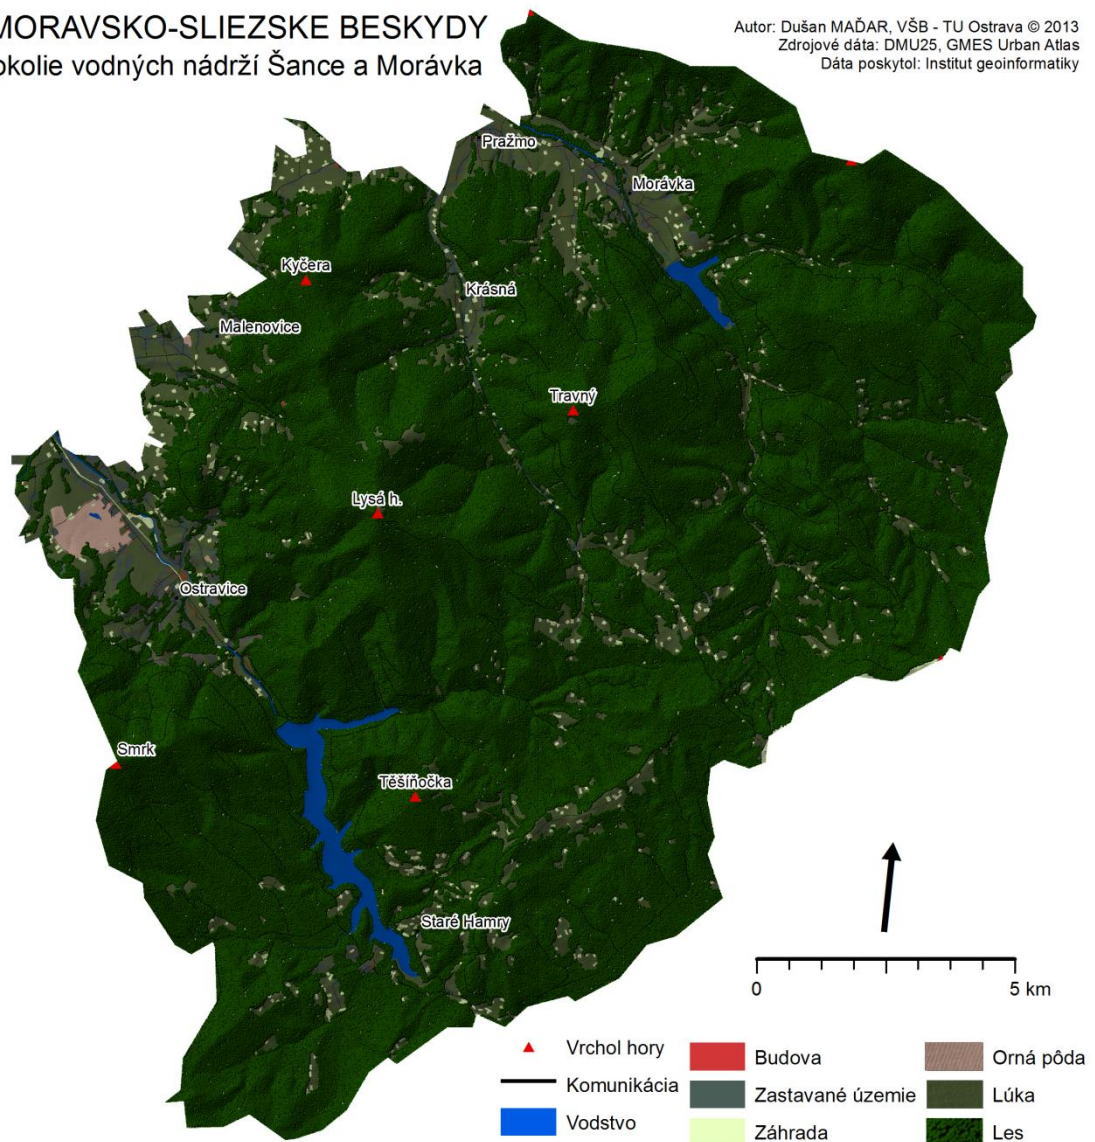 MORAVSKO-SLIEZSKE BESKYDY
okolie vodných nádrží Šance a Morávka
Autor: Dušan MAĎAR, VŠB - TU Ostrava © 2013
Zdrojové dáta: DMU25, GMES Urban Atlas
Dáta poskytol: Institut geoinformatiky
Pražmo
Morávka
Kyčera
Krásná
Malenovice
Travný
Lysá h.
Ostravice
Smrk
Těšíňočka
Staré Hamry
0 5 km
Vrchol hory
Komunikácia
Vodstvo
Budova
Zastavané územie
Záhrada
Orná pôda
Lúka
Les